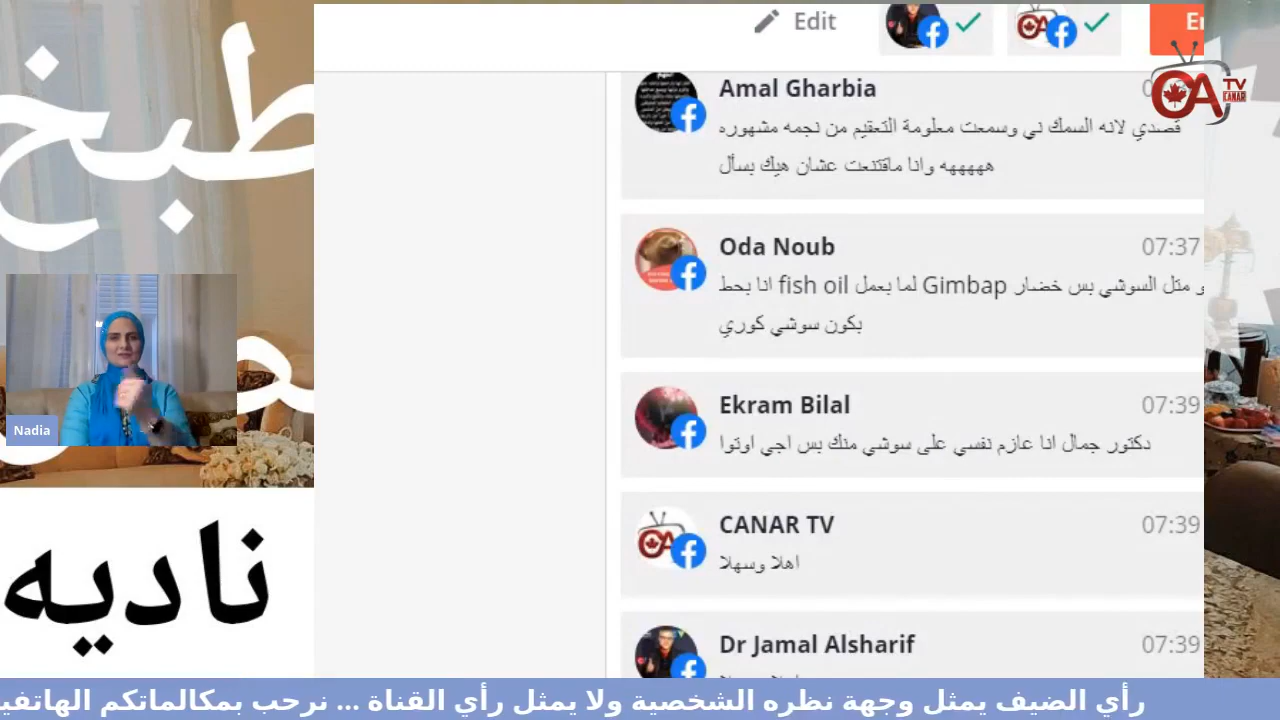 Edit
CANAR TV
طبخ
Amal Gharbia
قصدي لانه السمك ني وسمعت معلومة التعقيم من نجمه مشهوره
هههههه وانا ماقتنعت عشان هيك بسأل
Oda Noub 07:37
متل السوشي بس خضار Gimbap لما بعمل fish oil انا بحط
بكون سوشي كوري
Ekram Bilal 07:39
دكتور جمال انا عازم نفسي على سوشي منك بس اجي اوتوا
CANAR TV 07:39
اهلا وسهلا
Dr Jamal Alsharif 07:39
Nadia
ناديه
رأي الضيف يمثل وجهة نظره الشخصية ولا يمثل رأي القناة ... نرحب بمكالماتكم